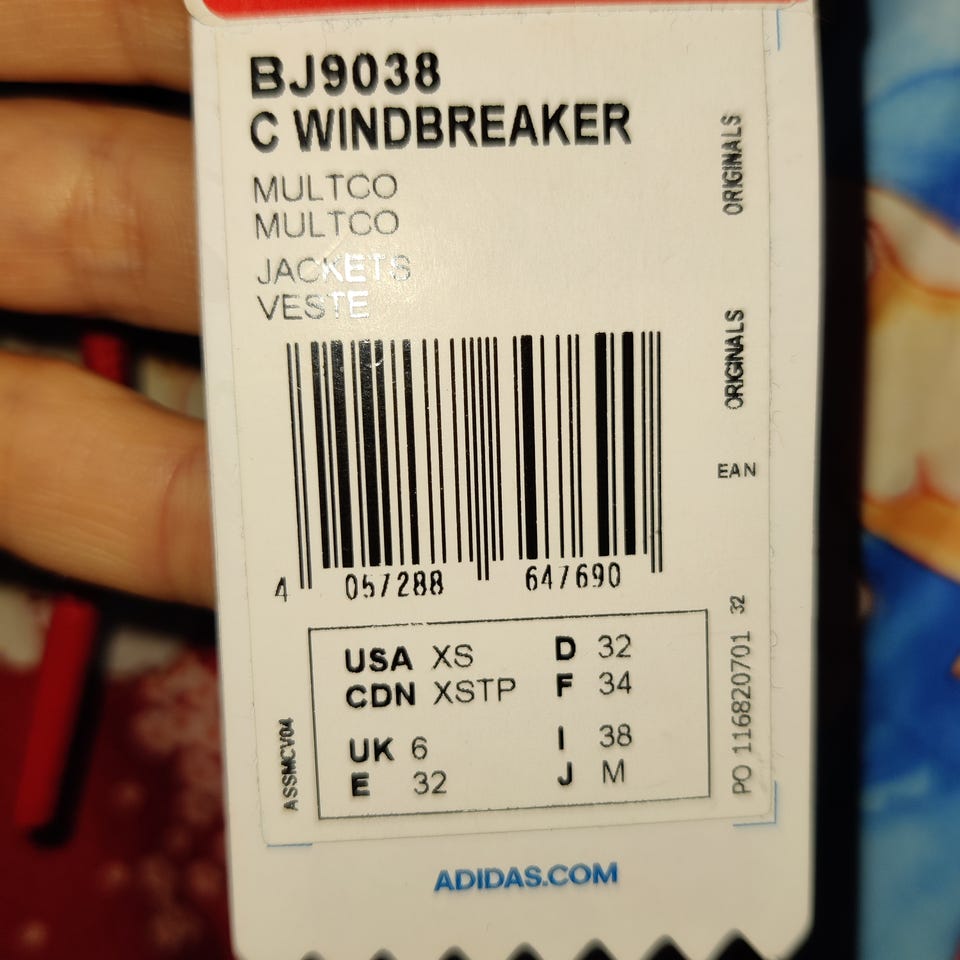 BJ9038
C WINDBREAKER
MULTCO
MULTCO
JACKETS
VESTE
ORIGINALS
ORIGINALS
EAN
4 057288 647690
USA XS D 32
CDN XSTP F 34
UK 6 I 38
E 32 J M
ASSMCV04
PO 116820701 32
ADIDAS.COM